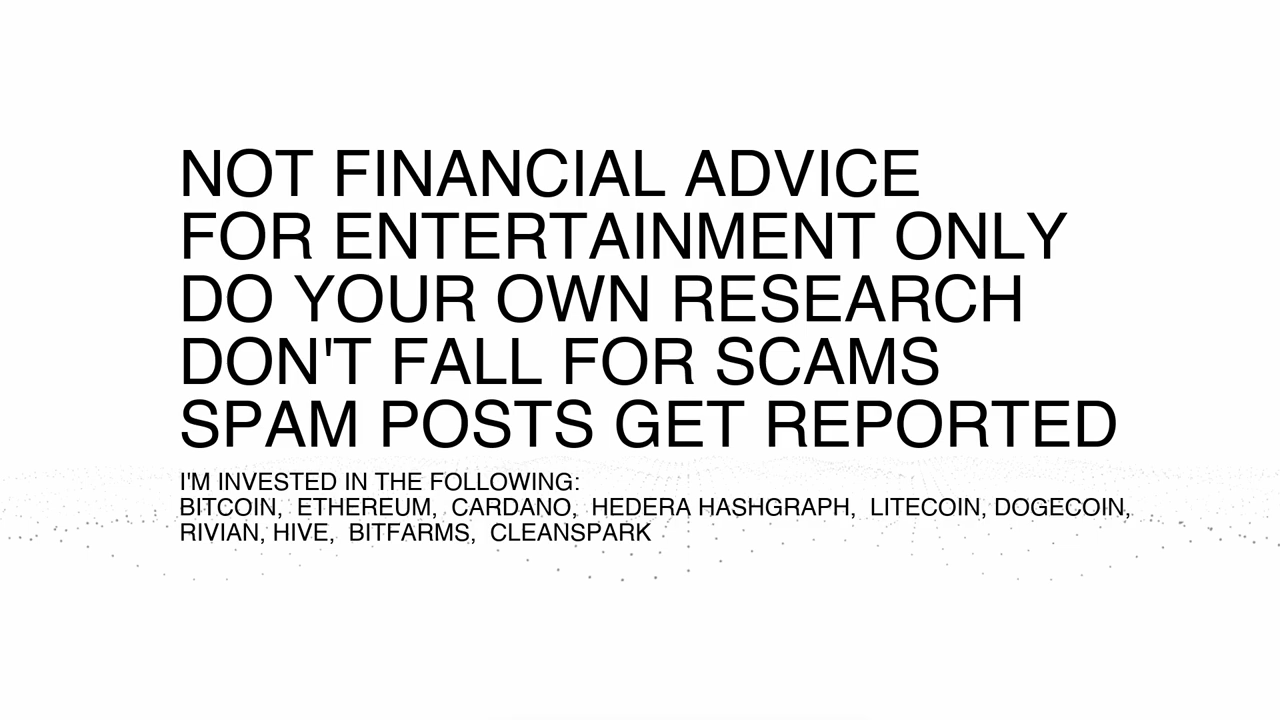 NOT FINANCIAL ADVICE
FOR ENTERTAINMENT ONLY
DO YOUR OWN RESEARCH
DON'T FALL FOR SCAMS
SPAM POSTS GET REPORTED
I'M INVESTED IN THE FOLLOWING:
BITCOIN, ETHEREUM, CARDANO, HEDERA HASHGRAPH, LITECOIN, DOGECOIN,
RIVIAN, HIVE, BITFARMS, CLEANSPARK